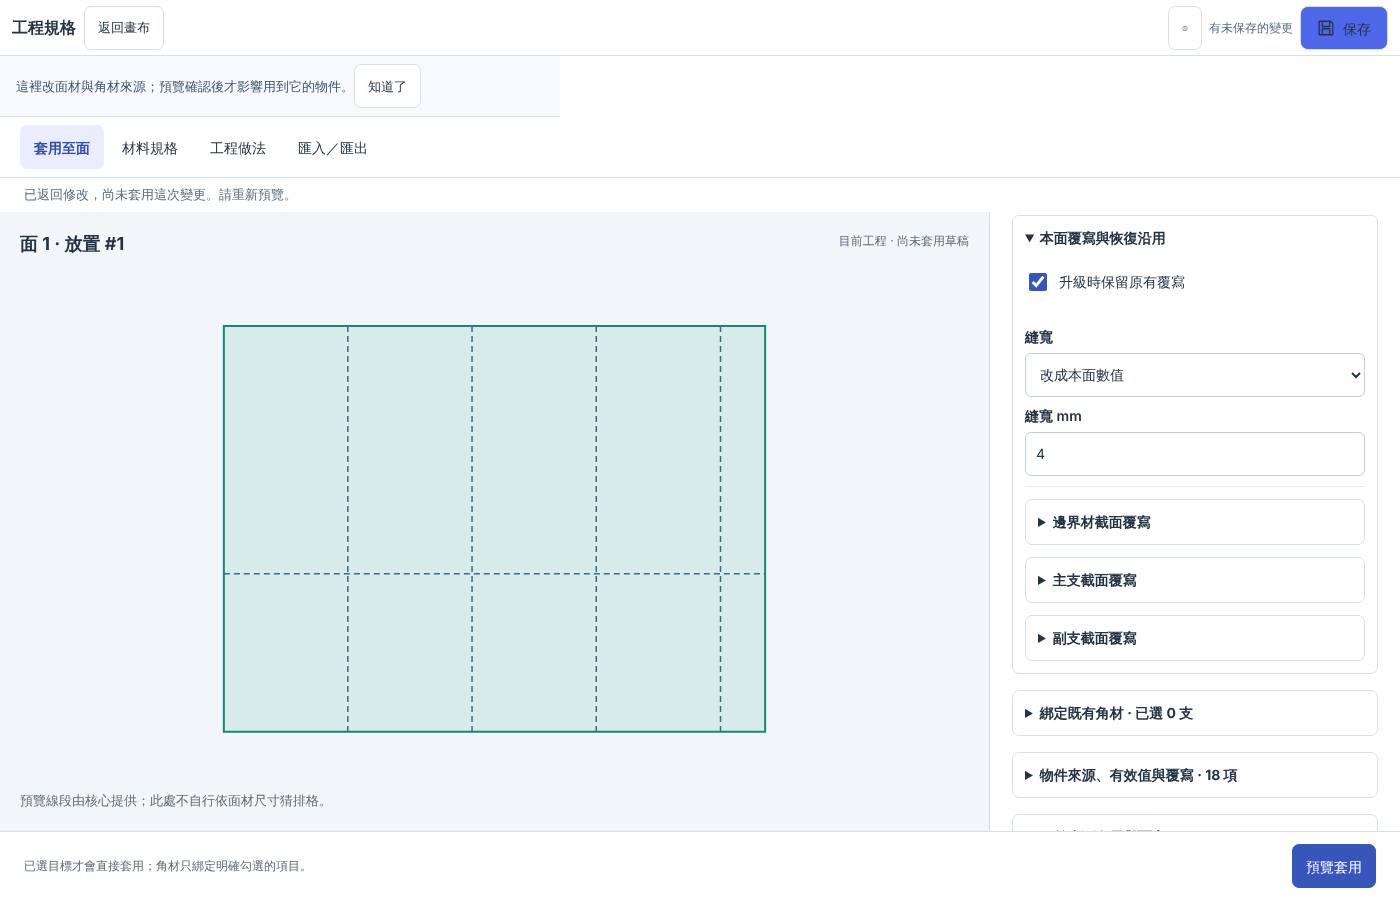 工程規格
返回畫布
有未保存的變更
保存
這裡改面材與角材來源；預覽確認後才影響用到它的物件。
知道了
套用至面
材料規格
工程做法
匯入／匯出
已返回修改，尚未套用這次變更。請重新預覽。
面 1 · 放置 #1
目前工程 · 尚未套用草稿
預覽線段由核心提供；此處不自行依面材尺寸猜排格。
本面覆寫與恢復沿用
升級時保留原有覆寫
縫寬
改成本面數值
縫寬 mm
4
邊界材截面覆寫
主支截面覆寫
副支截面覆寫
綁定既有角材 · 已選 0 支
物件來源、有效值與覆寫 · 18 項
已選目標才會直接套用；角材只綁定明確勾選的項目。
預覽套用